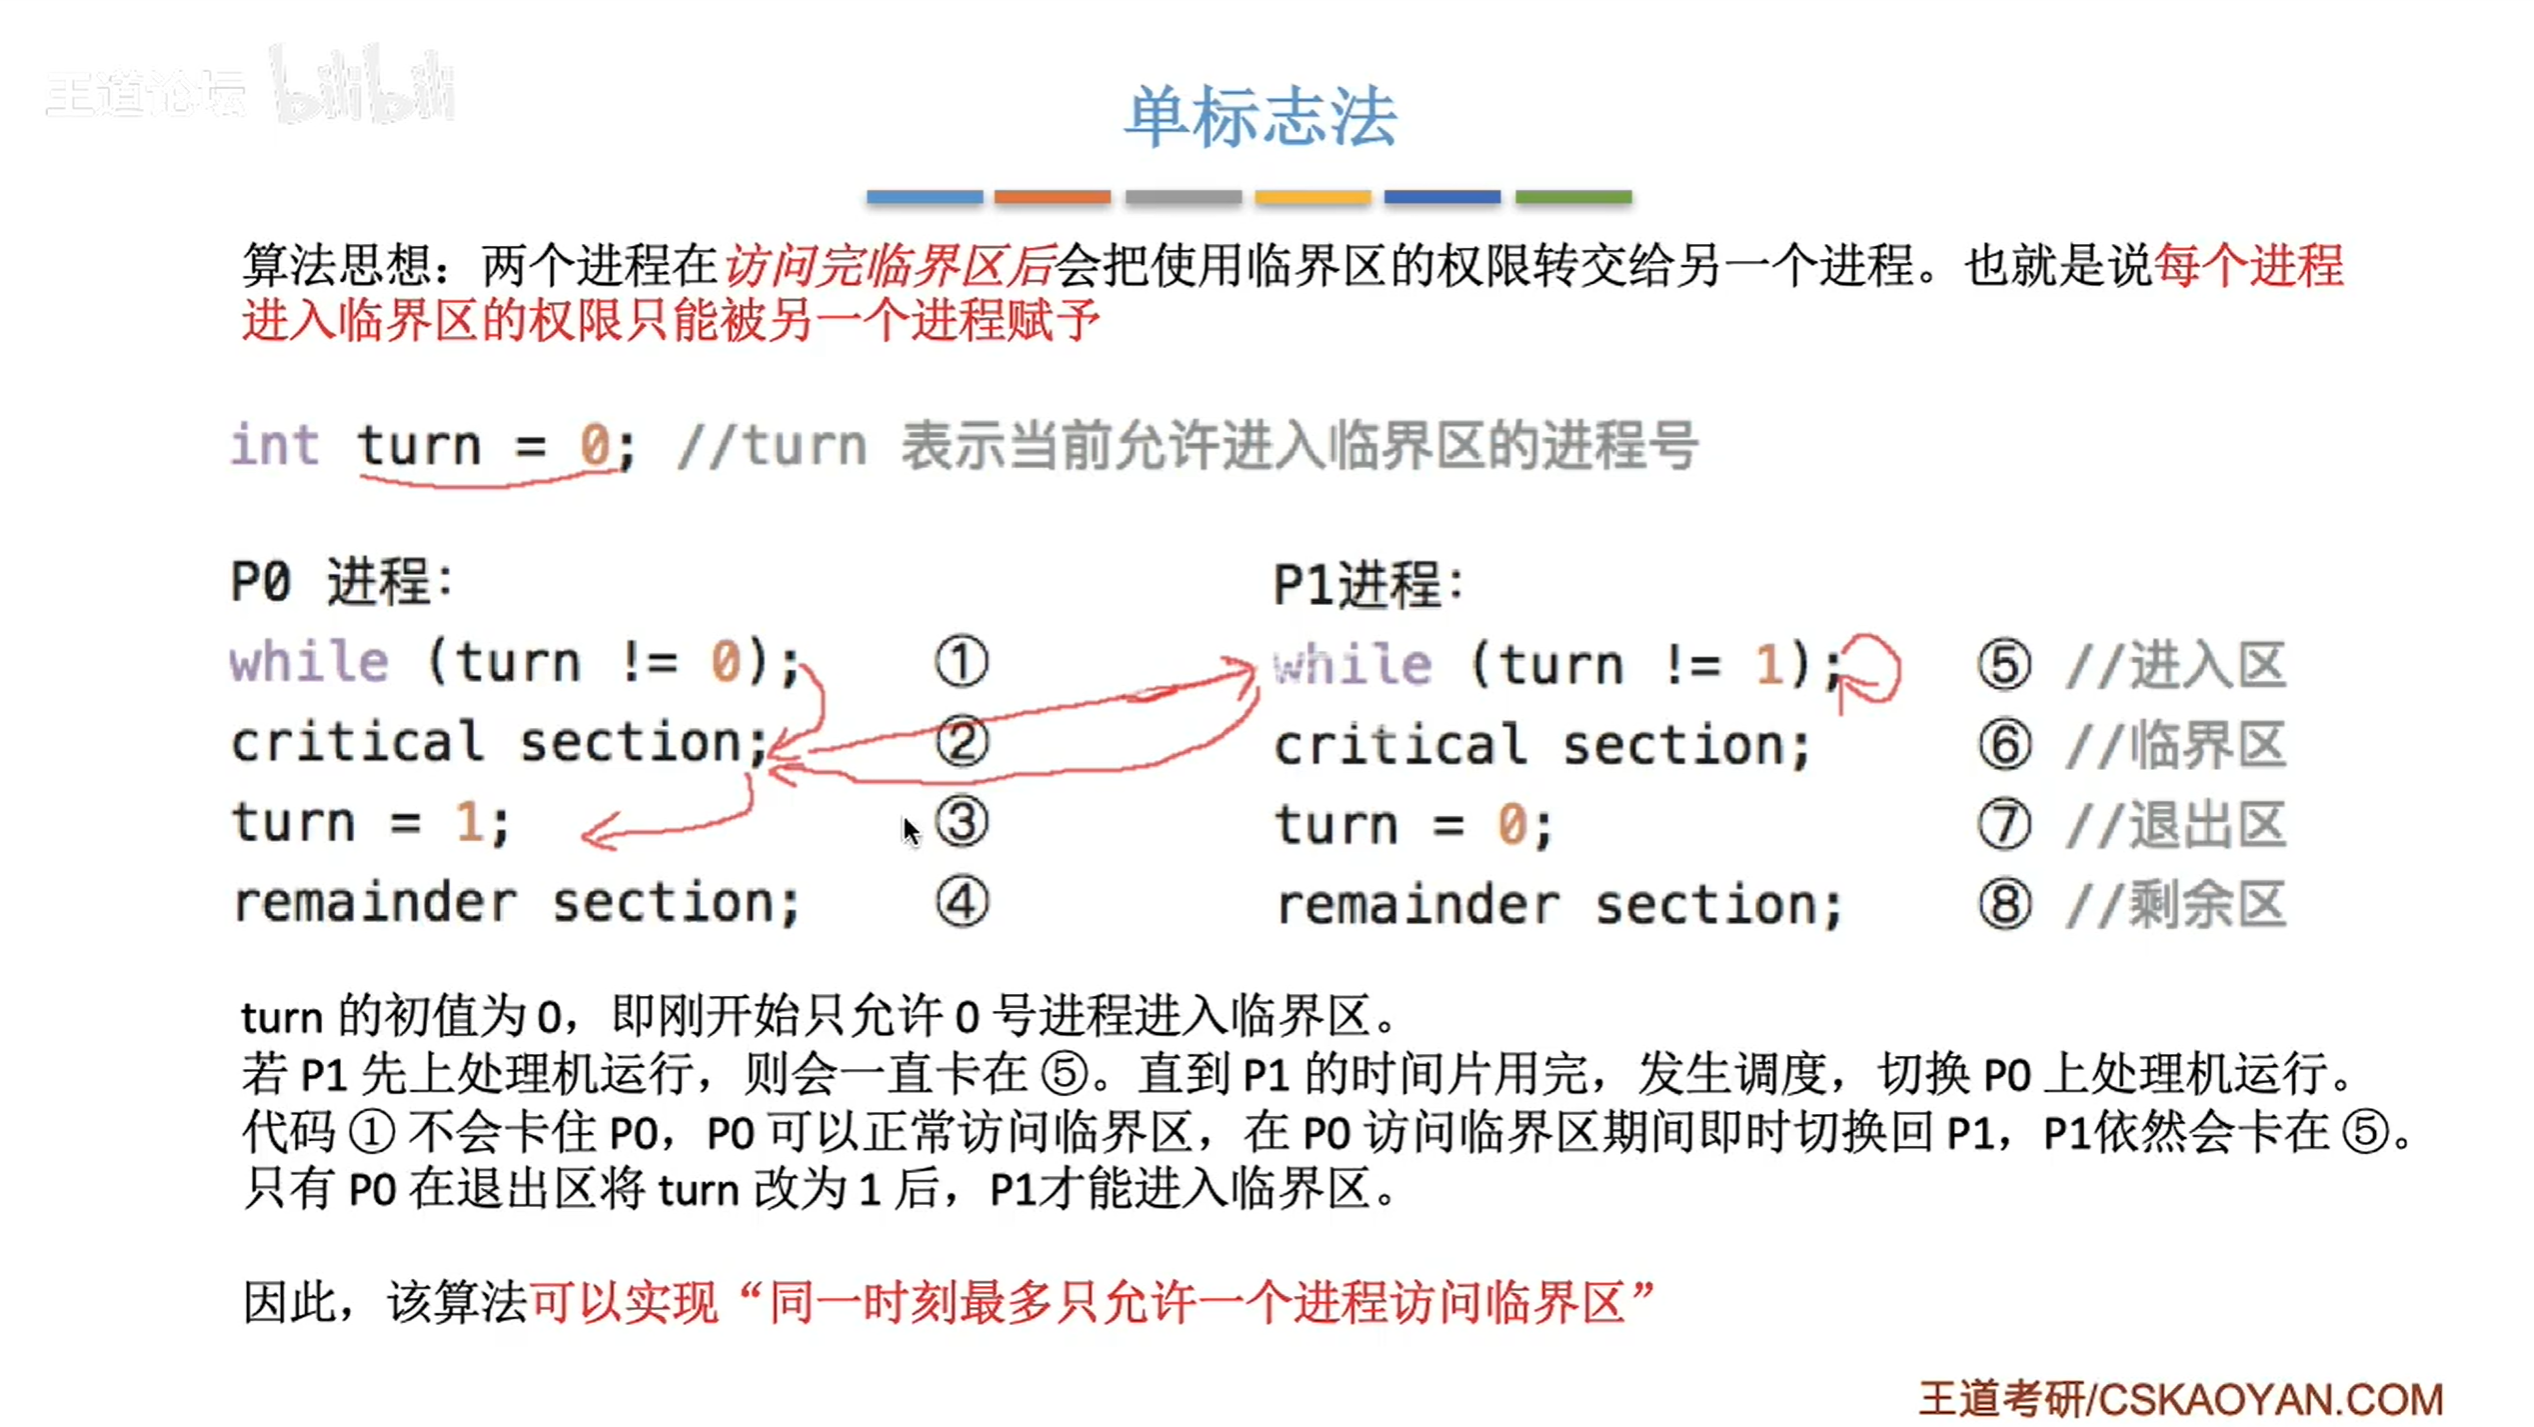 王道论坛 bilibili
单标志法
算法思想：两个进程在访问完临界区后会把使用临界区的权限转交给另一个进程。也就是说每个进程
进入临界区的权限只能被另一个进程赋予
int turn = 0; //turn 表示当前允许进入临界区的进程号
P0 进程：
while (turn != 0); ①
critical section; ②
turn = 1; ③
remainder section; ④
P1进程：
while (turn != 1); ⑤ //进入区
critical section; ⑥ //临界区
turn = 0; ⑦ //退出区
remainder section; ⑧ //剩余区
turn 的初值为 0，即刚开始只允许 0 号进程进入临界区。
若 P1 先上处理机运行，则会一直卡在 ⑤。直到 P1 的时间片用完，发生调度，切换 P0 上处理机运行。
代码 ① 不会卡住 P0，P0 可以正常访问临界区，在 P0 访问临界区期间即时切换回 P1，P1依然会卡在 ⑤。
只有 P0 在退出区将 turn 改为 1 后，P1才能进入临界区。
因此，该算法可以实现“同一时刻最多只允许一个进程访问临界区”
王道考研/CSKAOYAN.COM